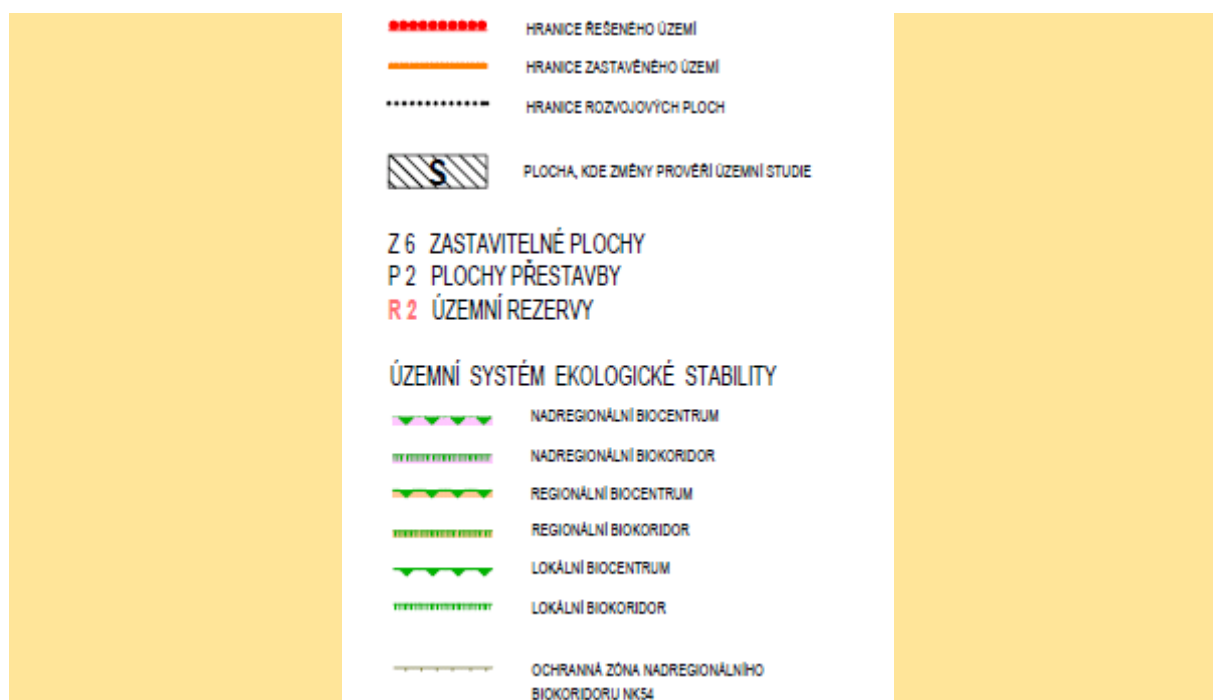 HRANICE ŘEŠENÉHO ÚZEMÍ
HRANICE ZASTAVĚNÉHO ÚZEMÍ
HRANICE ROZVOJOVÝCH PLOCH
S PLOCHA, KDE ZMĚNY PROVĚŘÍ ÚZEMNÍ STUDIE
Z 6 ZASTAVITELNÉ PLOCHY
P 2 PLOCHY PŘESTAVBY
R 2 ÚZEMNÍ REZERVY
ÚZEMNÍ SYSTÉM EKOLOGICKÉ STABILITY
NADREGIONÁLNÍ BIOCENTRUM
NADREGIONÁLNÍ BIOKORIDOR
REGIONÁLNÍ BIOCENTRUM
REGIONÁLNÍ BIOKORIDOR
LOKÁLNÍ BIOCENTRUM
LOKÁLNÍ BIOKORIDOR
OCHRANNÁ ZÓNA NADREGIONÁLNÍHO
BIOKORIDORU NK54